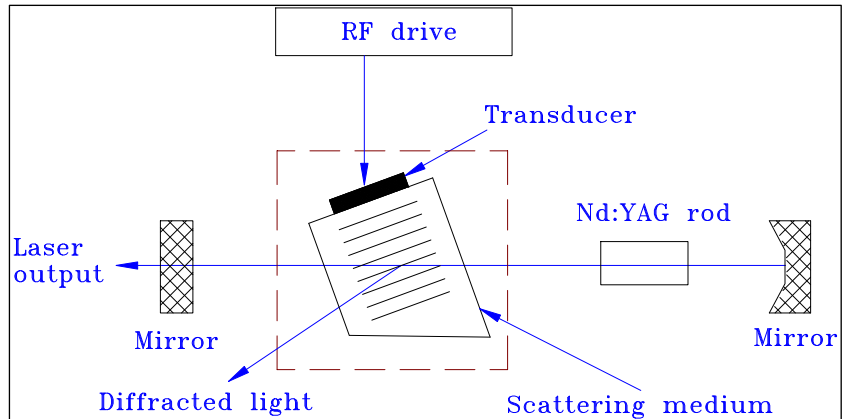 RF drive
Transducer
Nd:YAG rod
Laser
output
Mirror
Mirror
Diffracted light
Scattering medium